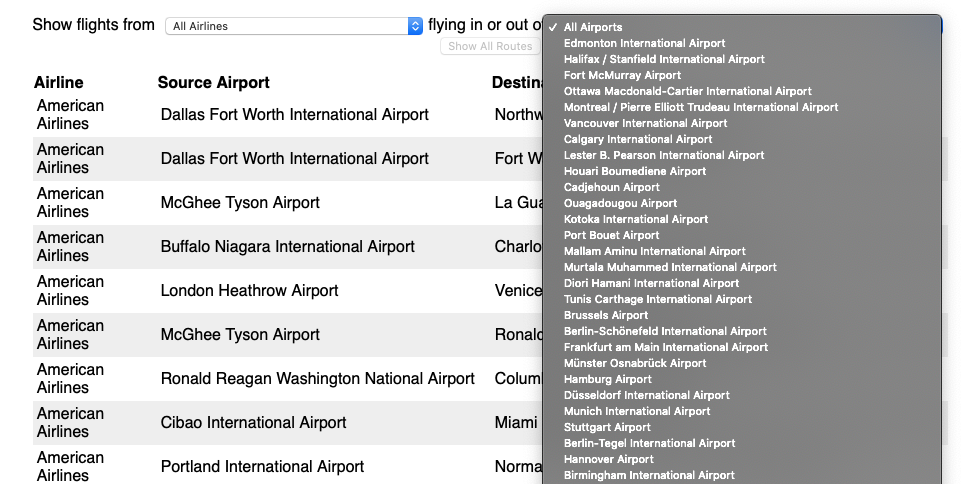 Show flights from All Airlines flying in or out
Show All Routes
Airline Source Airport
American Airlines Dallas Fort Worth International Airport
American Airlines Dallas Fort Worth International Airport Fort
American Airlines McGhee Tyson Airport La
American Airlines Buffalo Niagara International Airport
American Airlines London Heathrow Airport Venice
American Airlines McGhee Tyson Airport
American Airlines Ronald Reagan Washington National Airport
American Airlines Cibao International Airport Miami
American Airlines Portland International Airport
✓ All Airports
Edmonton International Airport
Halifax / Stanfield International Airport
Fort McMurray Airport
Ottawa Macdonald-Cartier International Airport
Montreal / Pierre Elliott Trudeau International Airport
Vancouver International Airport
Calgary International Airport
Lester B. Pearson International Airport
Houari Boumediene Airport
Cadjehoun Airport
Ouagadougou Airport
Kotoka International Airport
Port Bouet Airport
Mallam Aminu International Airport
Murtala Muhammed International Airport
Diori Hamani International Airport
Tunis Carthage International Airport
Brussels Airport
Berlin-Schönefeld International Airport
Frankfurt am Main International Airport
Münster Osnabrück Airport
Hamburg Airport
Düsseldorf International Airport
Munich International Airport
Stuttgart Airport
Berlin-Tegel International Airport
Hannover Airport
Birmingham International Airport